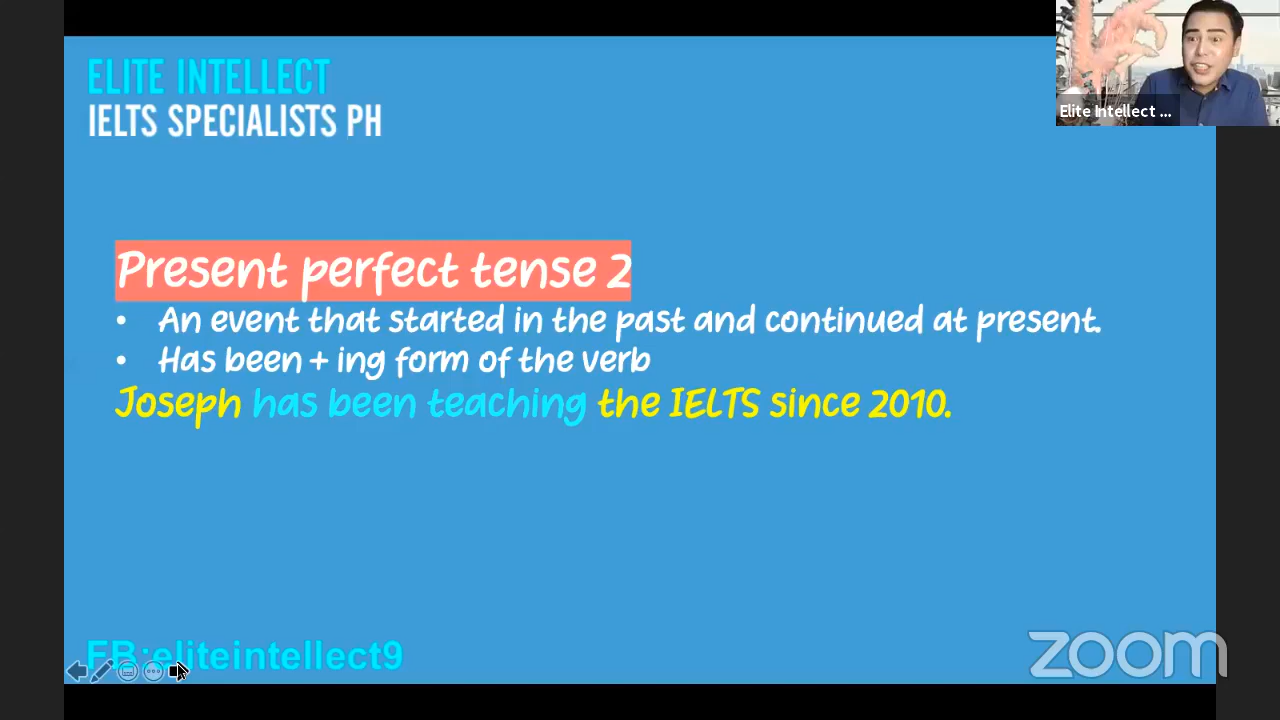 ELITE INTELLECT
IELTS SPECIALISTS PH
Elite Intellect ...
Present perfect tense 2
• An event that started in the past and continued at present.
• Has been + ing form of the verb
Joseph has been teaching the IELTS since 2010.
FB:eliteintellect9
zoom